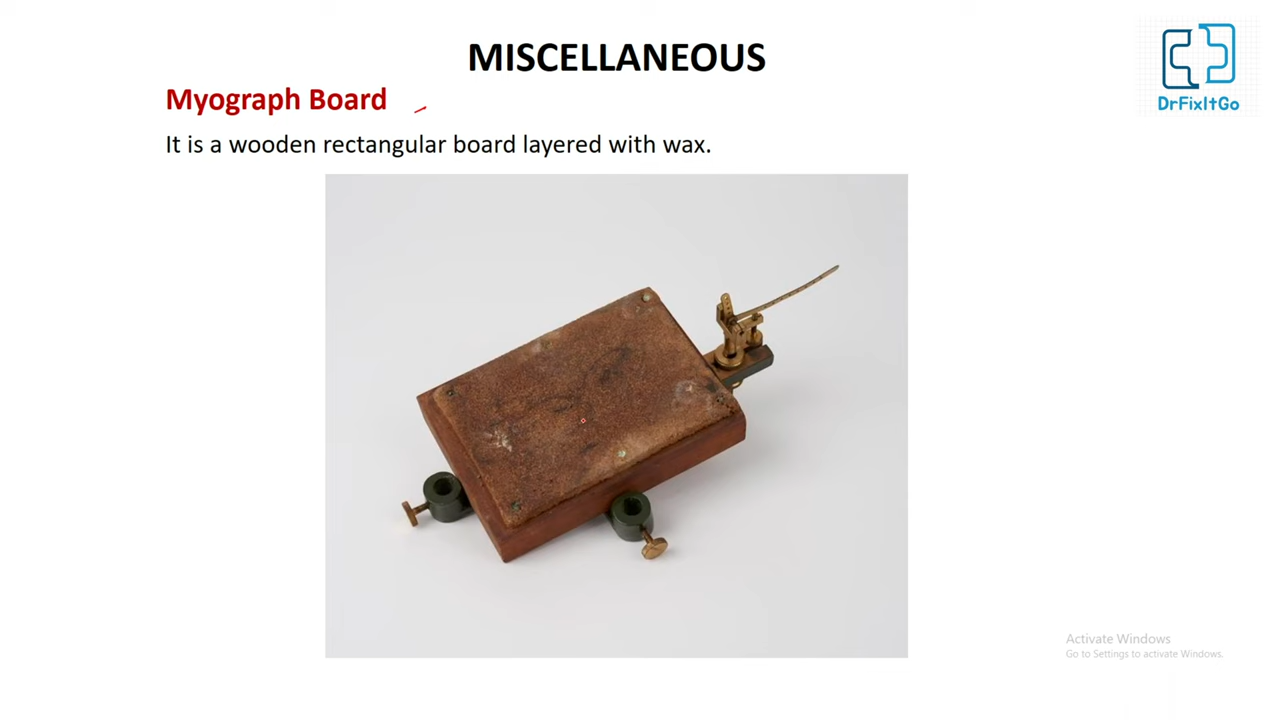 MISCELLANEOUS
DrFixItGo
Myograph Board
It is a wooden rectangular board layered with wax.
Activate Windows
Go to Settings to activate Windows.